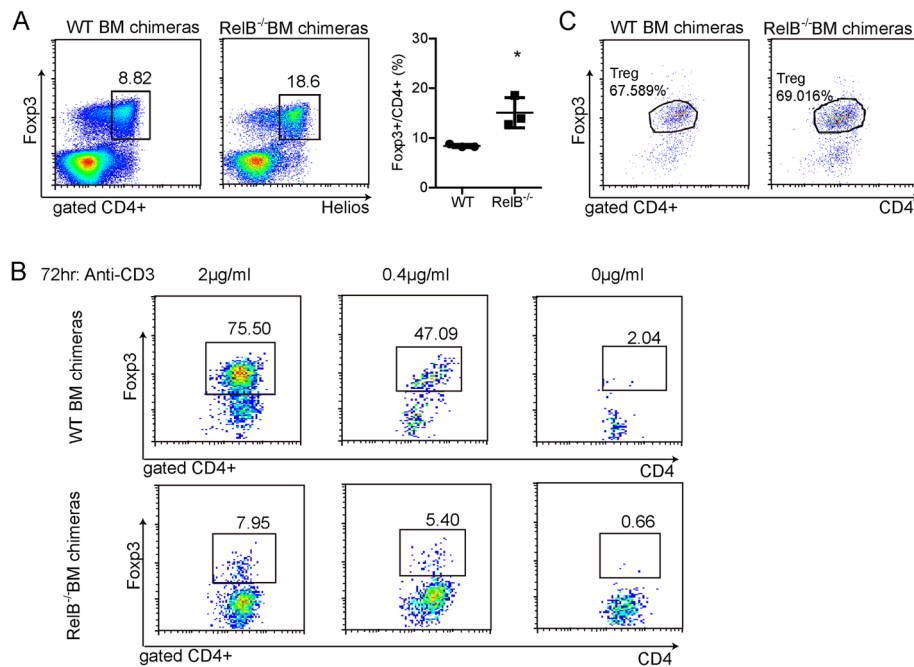 A
WT BM chimeras
RelB⁻/⁻BM chimeras
Foxp3
8.82
18.6
gated CD4+
Helios
Foxp3+/CD4+ (%)
30
20
10
0
*
WT
RelB⁻/⁻
C
WT BM chimeras
RelB⁻/⁻BM chimeras
Foxp3
Treg
67.589%
Treg
69.016%
gated CD4+
CD4
B
72hr: Anti-CD3
2µg/ml
0.4µg/ml
0µg/ml
WT BM chimeras
Foxp3
75.50
47.09
2.04
gated CD4+
CD4
RelB⁻/⁻BM chimeras
Foxp3
7.95
5.40
0.66
gated CD4+
CD4